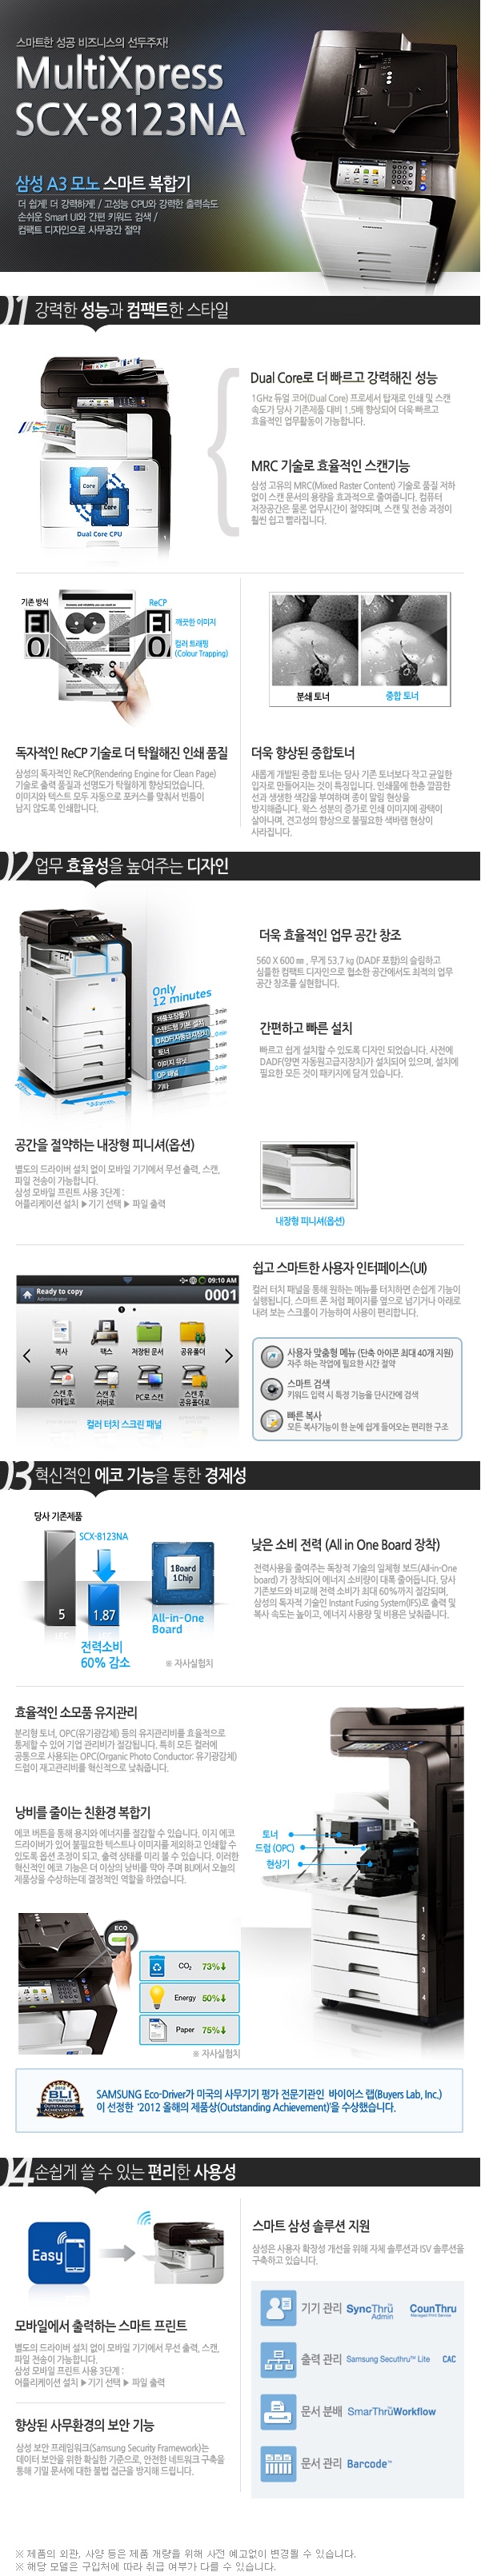 스마트한 성공 비즈니스의 선두주자!
MultiXpress
SCX-8123NA
삼성 A3 모노 스마트 복합기
더 쉽게! 더 강력하게! / 고성능 CPU와 강력한 출력속도
손쉬운 Smart UI와 간편 키워드 검색 /
컴팩트 디자인으로 사무공간 절약
01 강력한 성능과 컴팩트한 스타일
Dual Core로 더 빠르고 강력해진 성능
1GHz 듀얼 코어(Dual Core) 프로세서 탑재로 인쇄 및 스캔
속도가 당사 기존제품 대비 1.5배 향상되어 더욱 빠르고
효율적인 업무활동이 가능합니다.
Core
Core
Dual Core CPU
MRC 기술로 효율적인 스캔기능
삼성 고유의 MRC(Mixed Raster Content) 기술로 품질 저하
없이 스캔 문서의 용량을 효과적으로 줄여줍니다. 컴퓨터
저장공간은 물론 업무시간이 절약되며, 스캔 및 전송 과정이
훨씬 쉽고 빨라집니다.
기존 방식
ReCP
깨끗한 이미지
컬러 트래핑
(Colour Trapping)
독자적인 ReCP 기술로 더 탁월해진 인쇄 품질
삼성의 독자적인 ReCP(Rendering Engine for Clean Page)
기술로 출력 품질과 선명도가 탁월하게 향상되었습니다.
이미지와 텍스트 모두 자동으로 포커스를 맞춰서 빈틈이
남지 않도록 인쇄합니다.
분쇄 토너
중합 토너
더욱 향상된 중합토너
새롭게 개발된 중합 토너는 당사 기존 토너보다 작고 균일한
입자로 만들어지는 것이 특징입니다. 인쇄물에 한층 깔끔한
선과 생생한 색감을 부여하며 종이 말림 현상을
방지해줍니다. 왁스 성분의 증가로 인쇄 이미지에 광택이
살아나며, 견고성의 향상으로 불필요한 색바램 현상이
사라집니다.
02 업무 효율성을 높여주는 디자인
Only
12 minutes
제품포장풀기 3 min
스탠드형 기본 설치 1 min
DADF(자동원고급지장치) 0 min
토너 1 min
이미지 유닛 3 min
OP 패널 0 min
기타 4 min
더욱 효율적인 업무 공간 창조
560 X 600 ㎜ , 무게 53.7 ㎏ (DADF 포함)의 슬림하고
심플한 컴팩트 디자인으로 협소한 공간에서도 최적의 업무
공간 창조를 실현합니다.
간편하고 빠른 설치
빠르고 쉽게 설치할 수 있도록 디자인 되었습니다. 사전에
DADF(양면 자동원고급지장치)가 설치되어 있으며, 설치에
필요한 모든 것이 패키지에 담겨 있습니다.
공간을 절약하는 내장형 피니셔(옵션)
별도의 드라이버 설치 없이 모바일 기기에서 무선 출력, 스캔,
파일 전송이 가능합니다.
삼성 모바일 프린트 사용 3단계 :
어플리케이션 설치 ▶기기 선택 ▶ 파일 출력
내장형 피니셔(옵션)
09:10 AM
Ready to copy
Administrator
0001
복사
팩스
저장된 문서
공유폴더
스캔 후 이메일로
스캔 후 서버로
PC로 스캔
스캔 후 공유폴더로
컬러 터치 스크린 패널
쉽고 스마트한 사용자 인터페이스(UI)
컬러 터치 패널을 통해 원하는 메뉴를 터치하면 손쉽게 기능이
실행됩니다. 스마트 폰 처럼 페이지를 옆으로 넘기거나 아래로
내려 보는 스크롤이 가능하여 사용이 편리합니다.
사용자 맞춤형 메뉴 (단축 아이콘 최대 40개 지원)
자주 하는 작업에 필요한 시간 절약
스마트 검색
키워드 입력 시 특정 기능을 단시간에 검색
빠른 복사
모든 복사기능이 한 눈에 쉽게 들어오는 편리한 구조
03 혁신적인 에코 기능을 통한 경제성
당사 기존제품
SCX-8123NA
5
1.87
전력소비
60% 감소
1Board
1Chip
All-in-One
Board
※ 자사실험치
낮은 소비 전력 (All in One Board 장착)
전력사용을 줄여주는 독창적 기술의 일체형 보드(All-in-One
board) 가 장착되어 에너지 소비량이 대폭 줄어듭니다. 당사
기존보드와 비교해 전력 소비가 최대 60%까지 절감되며,
삼성의 독자적 기술인 Instant Fusing System(IFS)로 출력 및
복사 속도는 높이고, 에너지 사용량 및 비용은 낮춰줍니다.
효율적인 소모품 유지관리
분리형 토너, OPC(유기감광체) 등의 유지관리비를 효율적으로
통제할 수 있어 기업 관리비가 절감됩니다. 특히 모든 컬러에
공통으로 사용되는 OPC(Organic Photo Conductor: 유기감광체)
드럼이 재고관리비를 혁신적으로 낮춰줍니다.
낭비를 줄이는 친환경 복합기
에코 버튼을 통해 용지와 에너지를 절감할 수 있습니다. 이지 에코
드라이버가 있어 불필요한 텍스트나 이미지를 제외하고 인쇄할 수
있도록 옵션 조정이 되고, 출력 상태를 미리 볼 수 있습니다. 이러한
혁신적인 에코 기능은 더 이상의 낭비를 막아 주며 BLI에서 오늘의
제품상을 수상하는데 결정적인 역할을 하였습니다.
토너
드럼 (OPC)
현상기
1
2
3
4
ECO
CO₂ 73%↓
Energy 50%↓
Paper 75%↓
※ 자사실험치
2012
BLI
BUYERS LAB
OUTSTANDING
ACHIEVEMENT
SAMSUNG Eco-Driver가 미국의 사무기기 평가 전문기관인 바이어스 랩(Buyers Lab, Inc.)
이 선정한 '2012 올해의 제품상(Outstanding Achievement)'을 수상했습니다.
04 손쉽게 쓸 수 있는 편리한 사용성
Easy
모바일에서 출력하는 스마트 프린트
별도의 드라이버 설치 없이 모바일 기기에서 무선 출력, 스캔,
파일 전송이 가능합니다.
삼성 모바일 프린트 사용 3단계 :
어플리케이션 설치 ▶기기 선택 ▶ 파일 출력
향상된 사무환경의 보안 기능
삼성 보안 프레임워크(Samsung Security Framework)는
데이터 보안을 위한 확실한 기준으로, 안전한 네트워크 구축을
통해 기밀 문서에 대한 불법 접근을 방지해 드립니다.
스마트 삼성 솔루션 지원
삼성은 사용자 확장성 개선을 위해 자체 솔루션과 ISV 솔루션을
구축하고 있습니다.
기기 관리 SyncThru Admin CounThru Managed Print Service
출력 관리 Samsung Secuthru™ Lite CAC
문서 분배 SmarThruWorkflow
문서 관리 Barcode™
※ 제품의 외관, 사양 등은 제품 개량을 위해 사전 예고없이 변경될 수 있습니다.
※ 해당 모델은 구입처에 따라 취급 여부가 다를 수 있습니다.